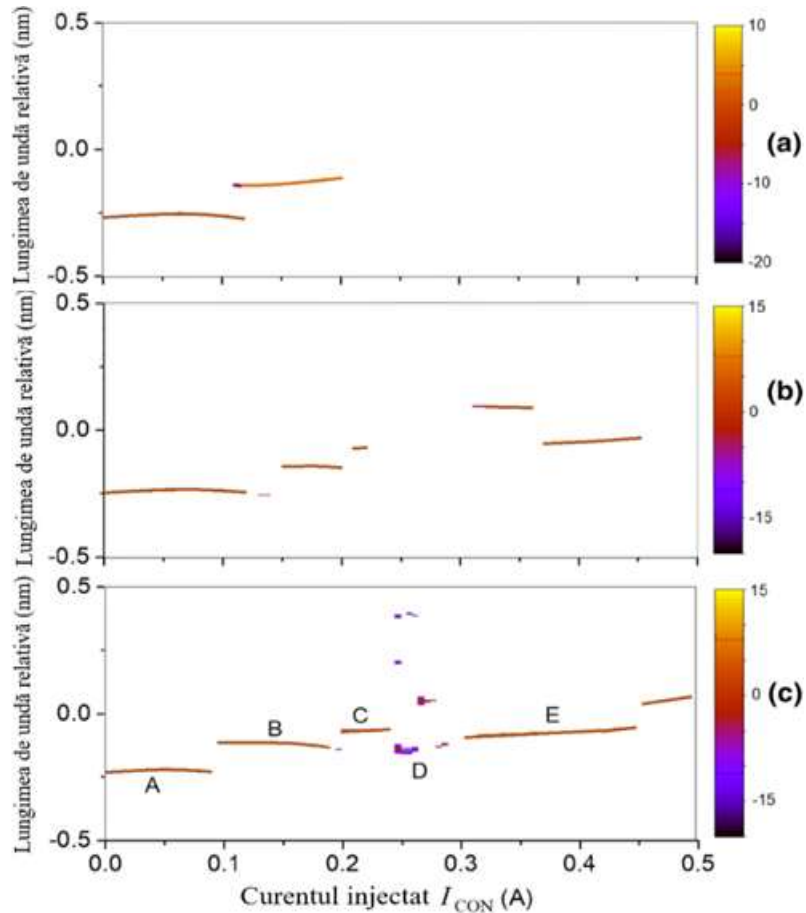 0.5
0.0
-0.5
Lungimea de undă relativă (nm)
10
0
-10
-20
(a)
0.5
0.0
-0.5
Lungimea de undă relativă (nm)
15
0
-15
(b)
0.5
0.0
-0.5
Lungimea de undă relativă (nm)
A
B
C
D
E
15
0
-15
(c)
0.0 0.1 0.2 0.3 0.4 0.5
Curentul injectat I_CON (A)